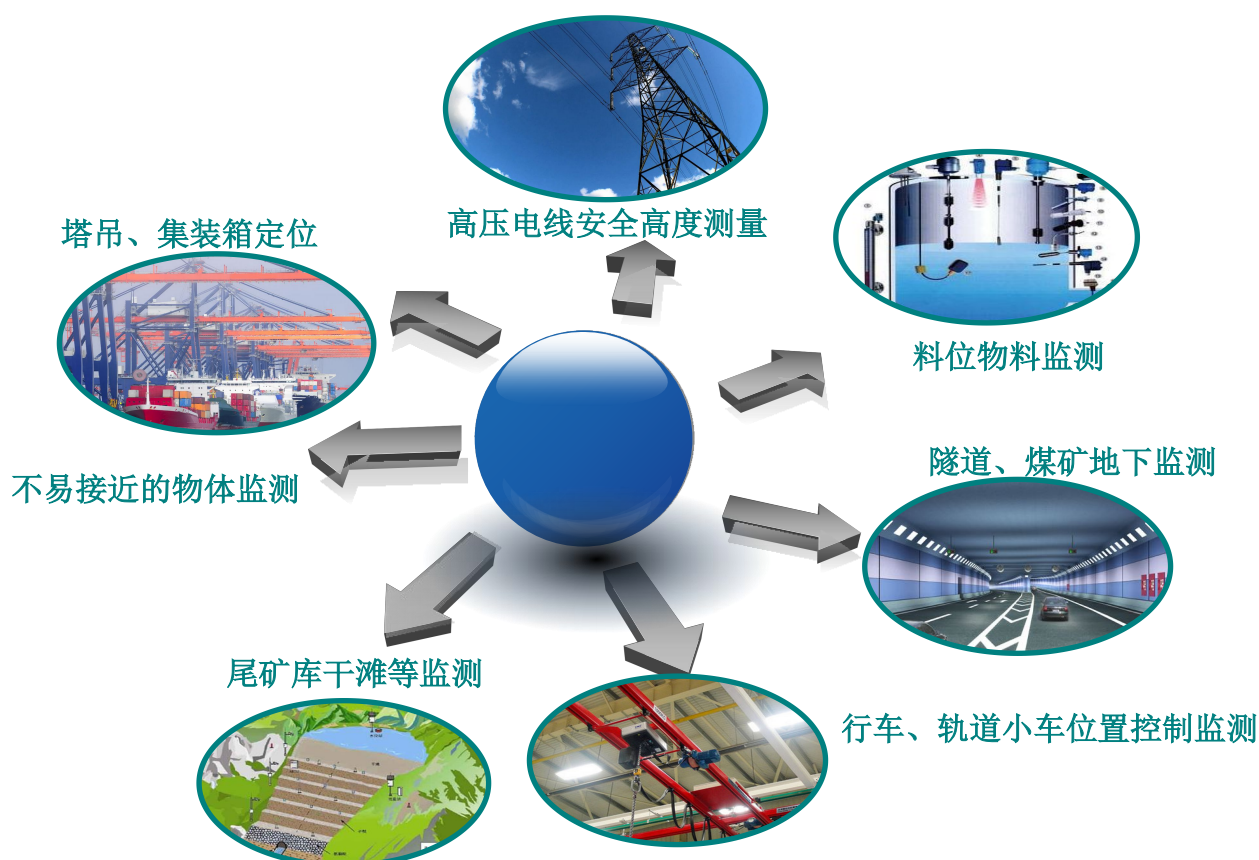 高压电线安全高度测量
塔吊、集装箱定位
料位物料监测
隧道、煤矿地下监测
不易接近的物体监测
尾矿库干滩等监测
行车、轨道小车位置控制监测